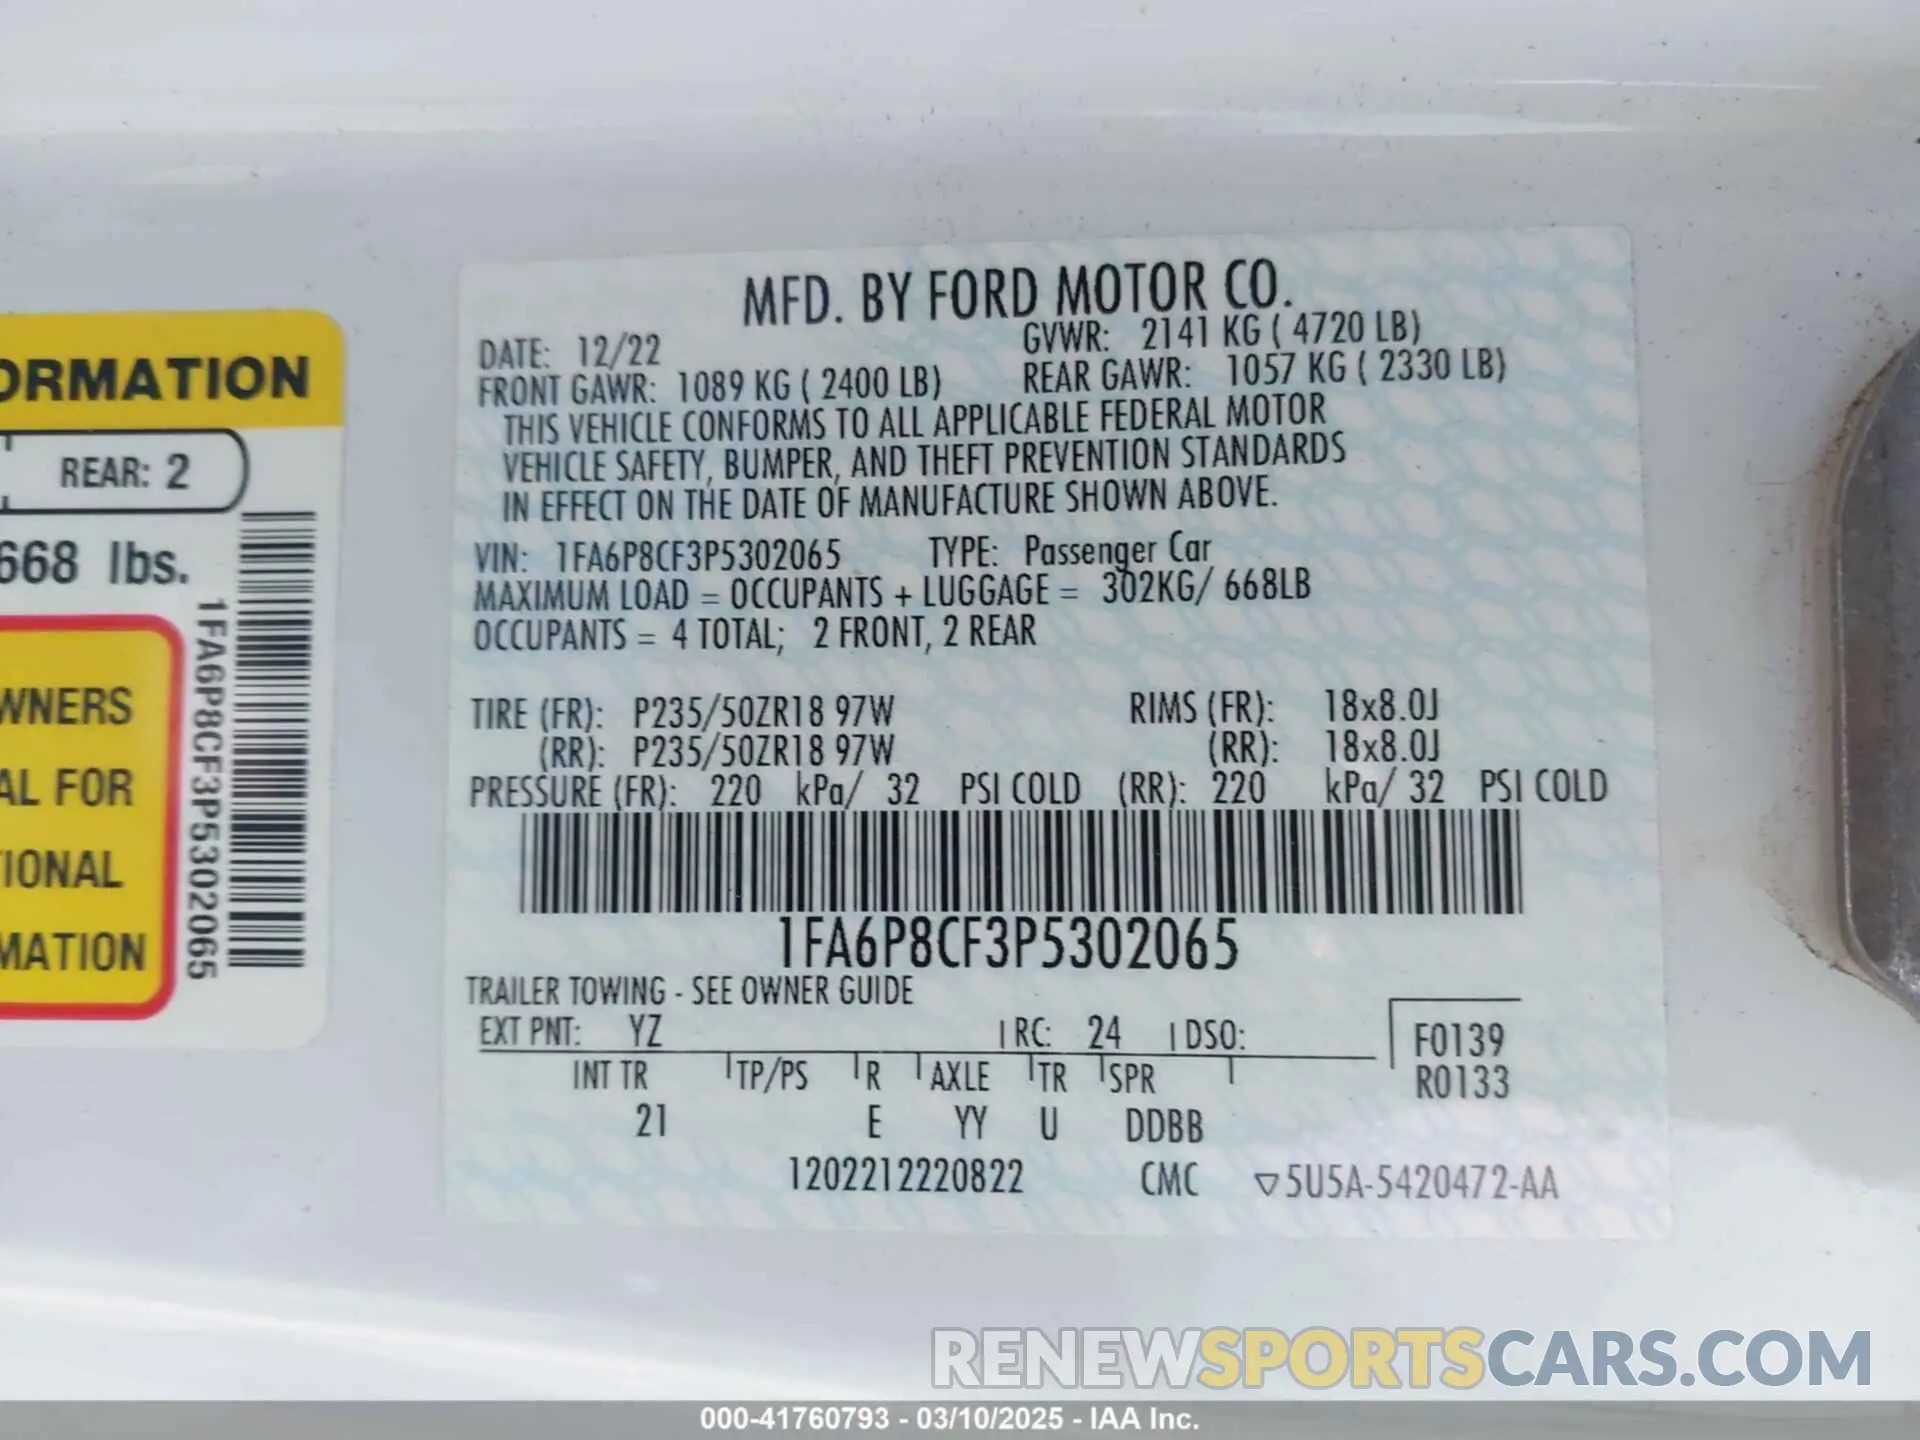 ORMATION
REAR: 2
668 lbs.
WNERS
AL FOR
TIONAL
MATION
1FA6P8CF3P5302065
MFD. BY FORD MOTOR CO.
DATE: 12/22 GVWR: 2141 KG ( 4720 LB)
FRONT GAWR: 1089 KG ( 2400 LB) REAR GAWR: 1057 KG ( 2330 LB)
THIS VEHICLE CONFORMS TO ALL APPLICABLE FEDERAL MOTOR
VEHICLE SAFETY, BUMPER, AND THEFT PREVENTION STANDARDS
IN EFFECT ON THE DATE OF MANUFACTURE SHOWN ABOVE.
VIN: 1FA6P8CF3P5302065 TYPE: Passenger Car
MAXIMUM LOAD = OCCUPANTS + LUGGAGE = 302KG/ 668LB
OCCUPANTS = 4 TOTAL; 2 FRONT, 2 REAR
TIRE (FR): P235/50ZR18 97W RIMS (FR): 18x8.0J
(RR): P235/50ZR18 97W (RR): 18x8.0J
PRESSURE (FR): 220 kPa/ 32 PSI COLD (RR): 220 kPa/ 32 PSI COLD
1FA6P8CF3P5302065
TRAILER TOWING - SEE OWNER GUIDE
EXT PNT: YZ RC: 24 DSO: F0139
INT TR TP/PS R AXLE TR SPR R0133
21 E YY U DDBB
1202212220822 CMC ▽5U5A-5420472-AA
RENEWSPORTSCARS.COM
000-41760793 - 03/10/2025 - IAA Inc.